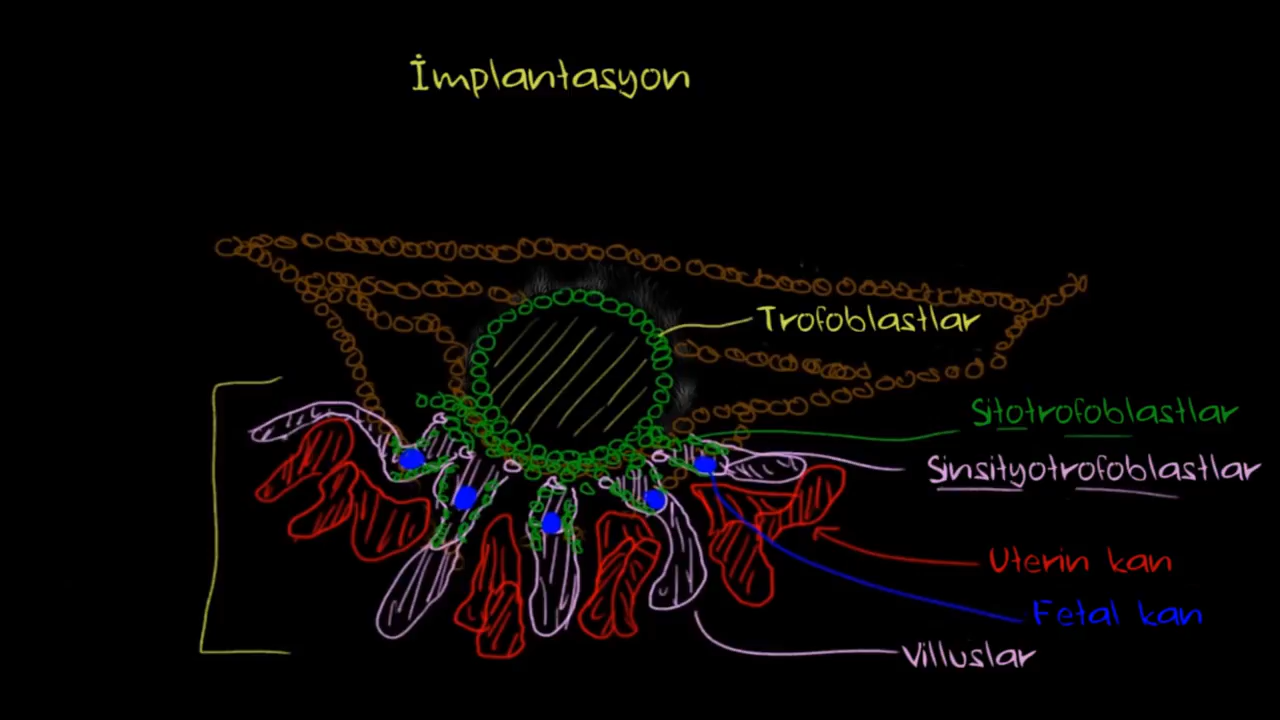 İmplantasyon
Trofoblastlar
Sitotrofoblastlar
Sinsityotrofoblastlar
Uterin kan
Fetal kan
Villuslar